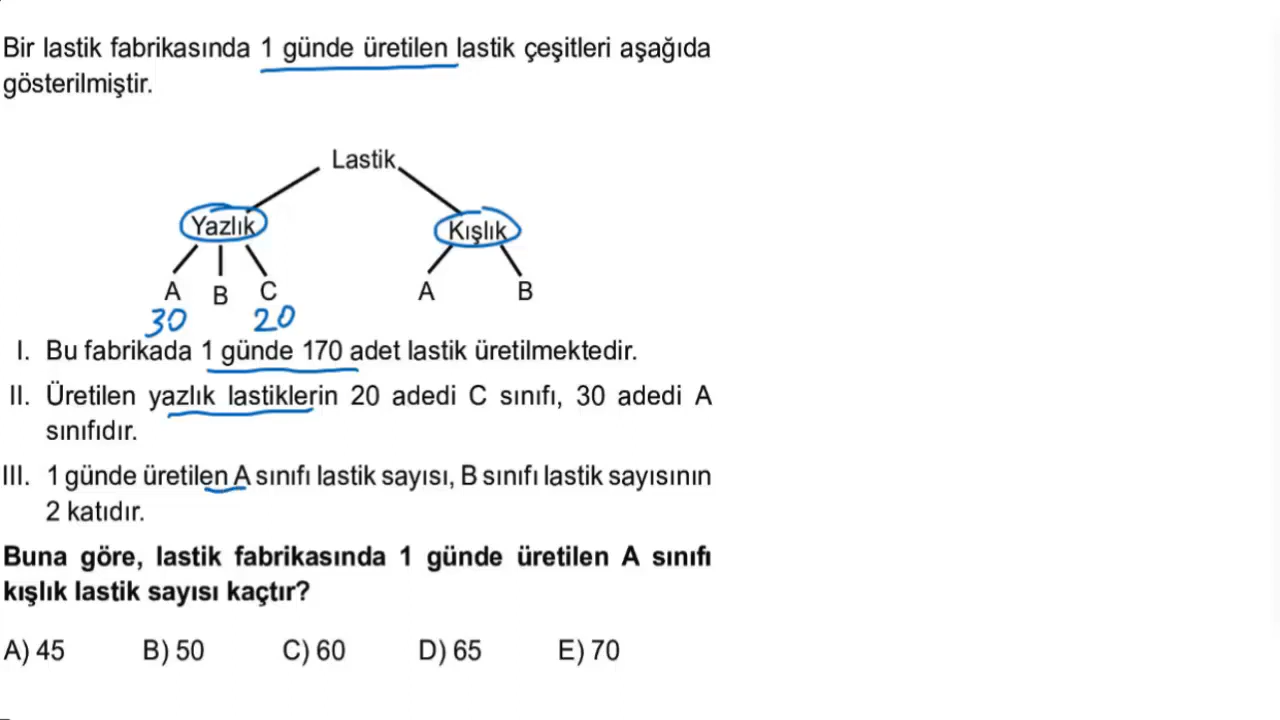 Bir lastik fabrikasında 1 günde üretilen lastik çeşitleri aşağıda
gösterilmiştir.
Lastik
Yazlık Kışlık
A B C A B
30 20
I. Bu fabrikada 1 günde 170 adet lastik üretilmektedir.
II. Üretilen yazlık lastiklerin 20 adedi C sınıfı, 30 adedi A
sınıfıdır.
III. 1 günde üretilen A sınıfı lastik sayısı, B sınıfı lastik sayısının
2 katıdır.
Buna göre, lastik fabrikasında 1 günde üretilen A sınıfı
kışlık lastik sayısı kaçtır?
A) 45 B) 50 C) 60 D) 65 E) 70